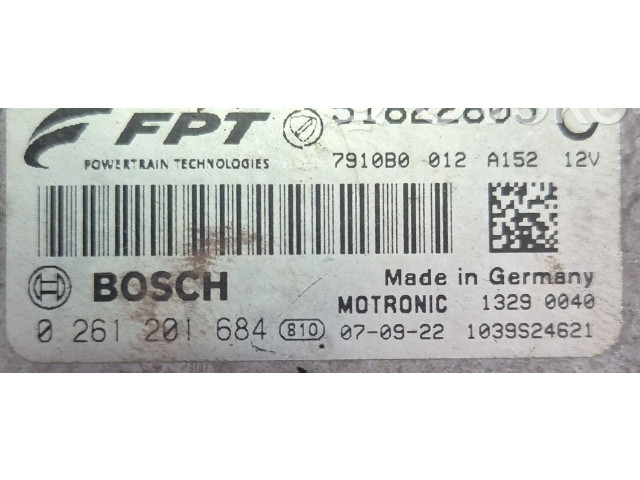 FPT 51822803 C
POWERTRAIN TECHNOLOGIES 7910B0 012 A152 12V
BOSCH Made in Germany
MOTRONIC 1329 0040
0 261 201 684 810 07-09-22 1039S24621